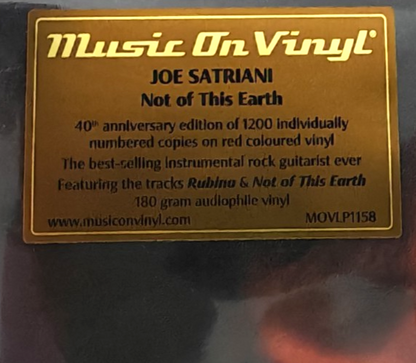 Music On Vinyl®
JOE SATRIANI
Not of This Earth
40th anniversary edition of 1200 individually
numbered copies on red coloured vinyl
The best-selling instrumental rock guitarist ever
Featuring the tracks Rubina & Not of This Earth
180 gram audiophile vinyl
www.musiconvinyl.com MOVLP1158